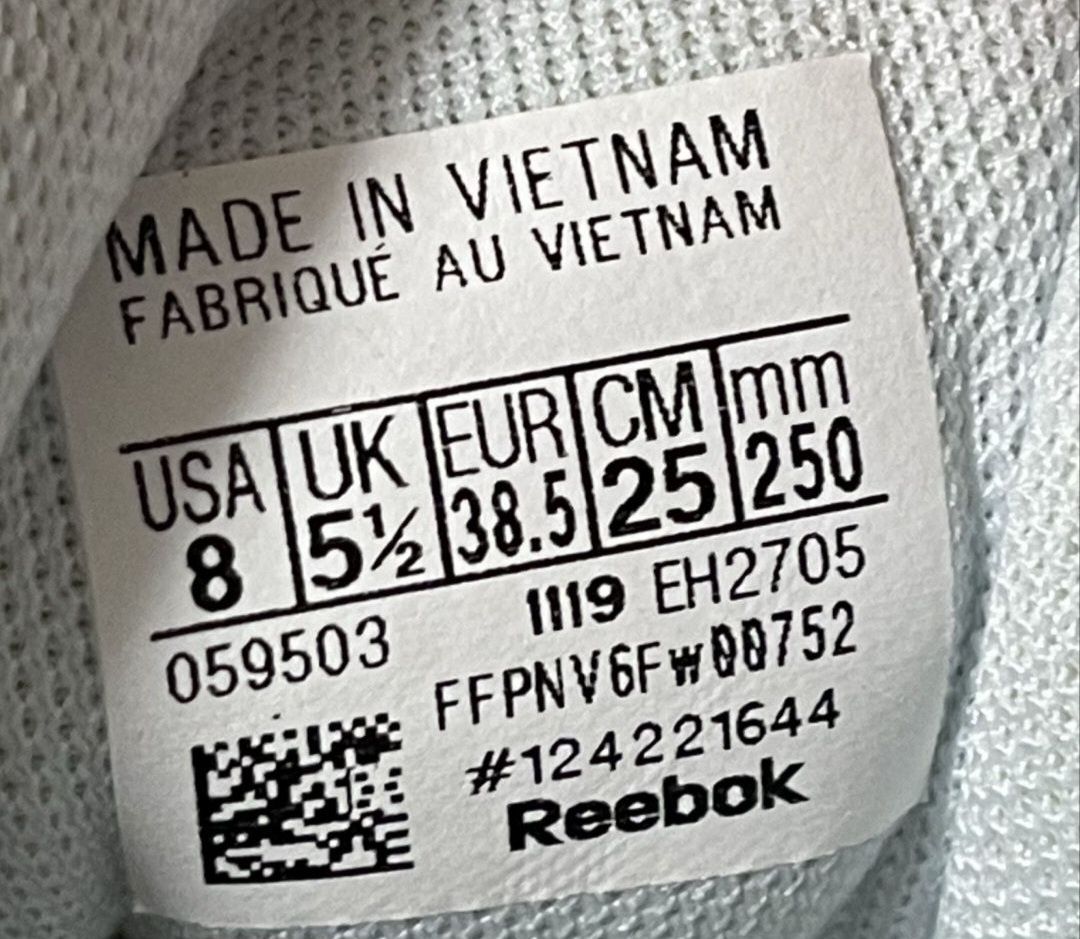 MADE IN VIETNAM
FABRIQUÉ AU VIETNAM
USA UK EUR CM mm
8 5½ 38.5 25 250
059503 1119 EH2705
FFPNV6Fw00752
#124221644
Reebok